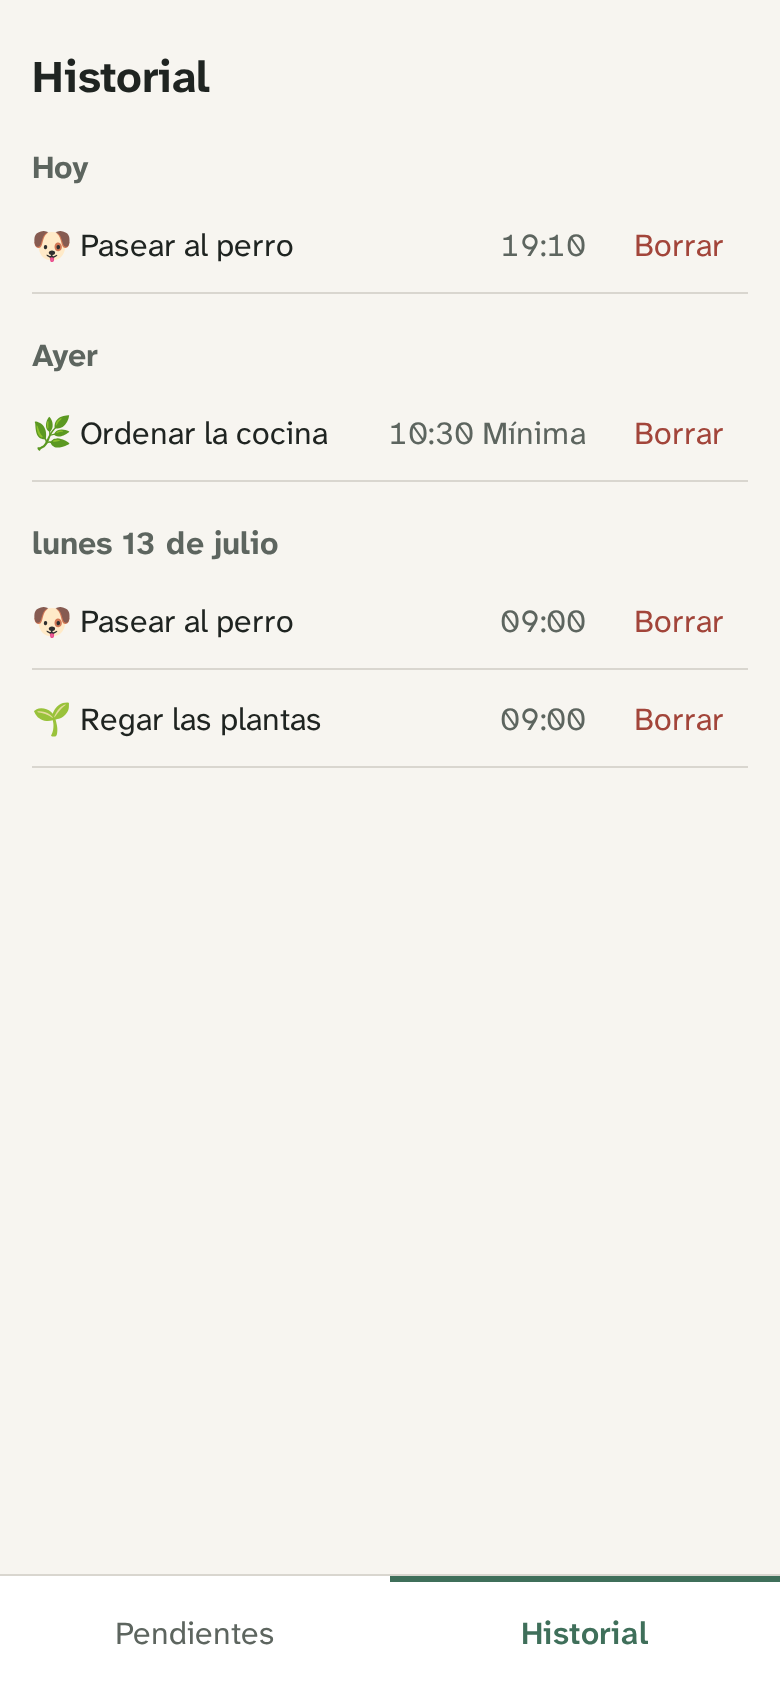 Historial
Hoy
Pasear al perro 19:10 Borrar
Ayer
Ordenar la cocina 10:30 Mínima Borrar
lunes 13 de julio
Pasear al perro 09:00 Borrar
Regar las plantas 09:00 Borrar
Pendientes Historial